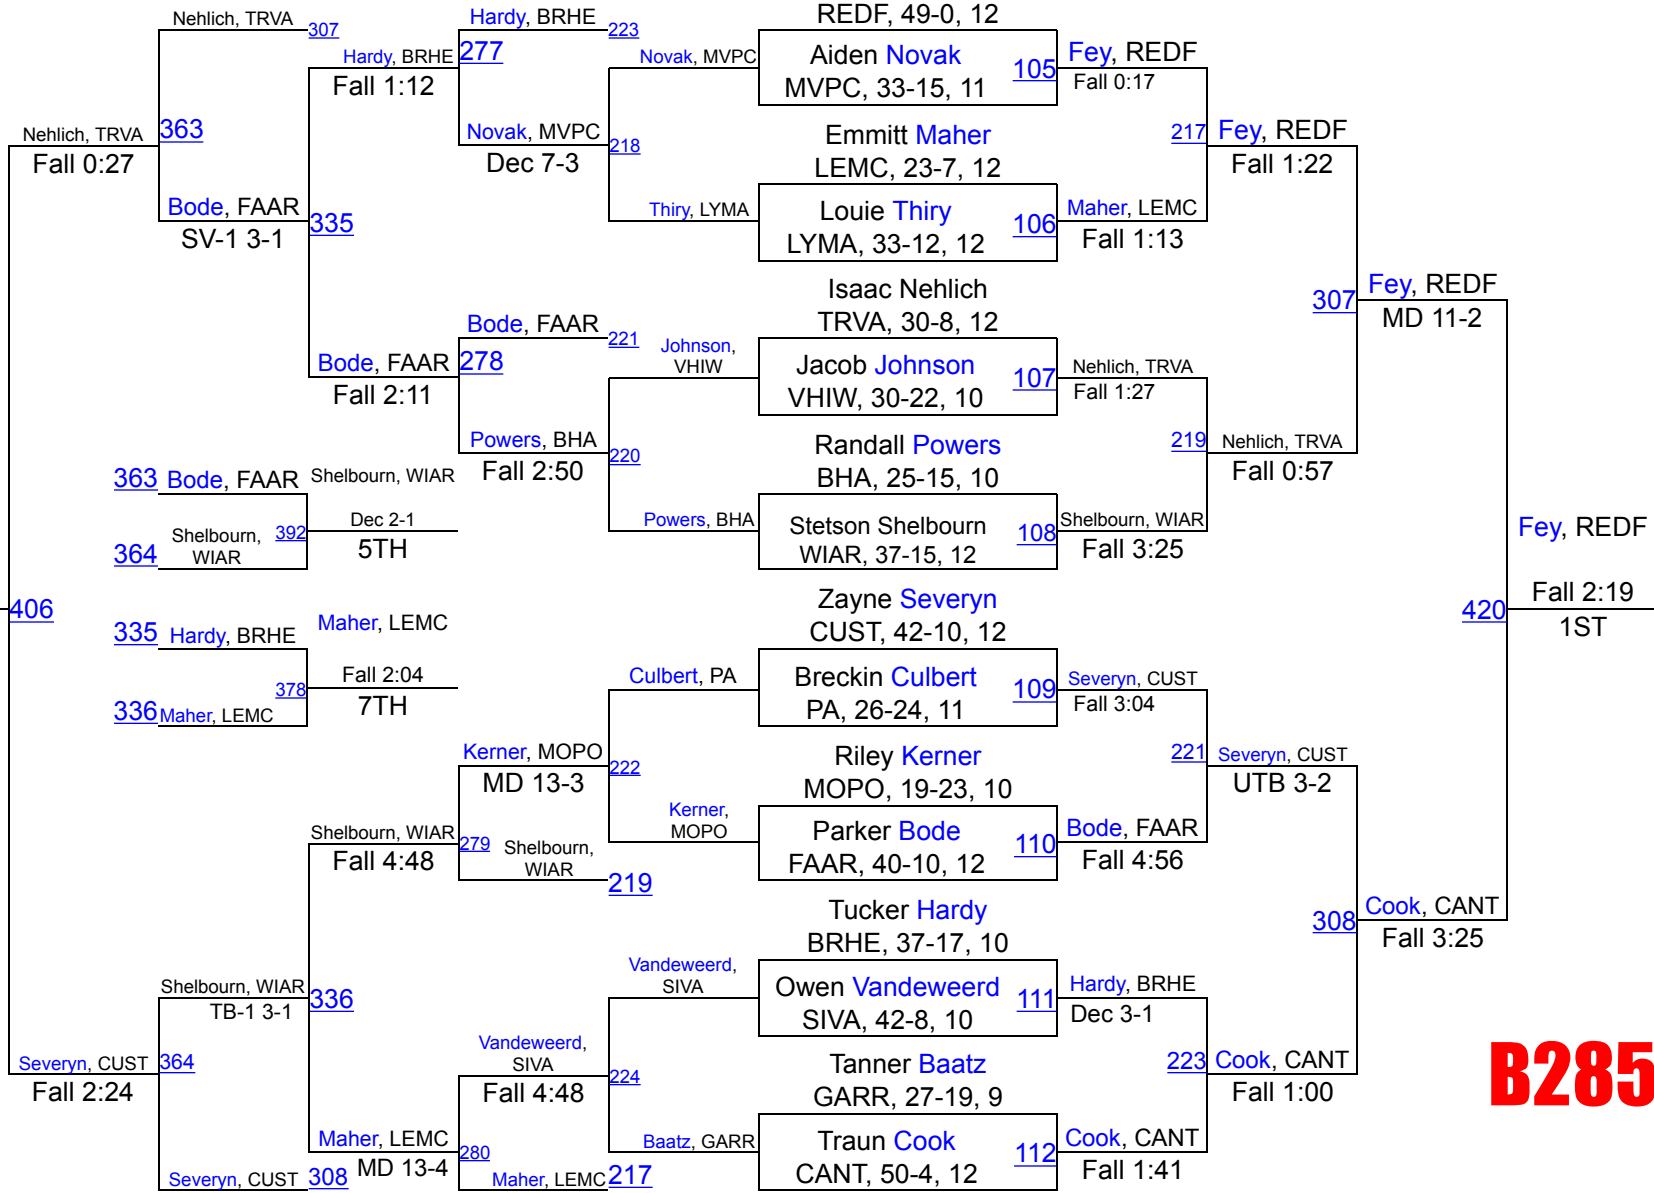 Nehlich, TRVA
307
363
Nehlich, TRVA
Fall 0:27
Bode, FAAR
SV-1 3-1
Hardy, BRHE
Fall 1:12
335
Bode, FAAR
Fall 2:11
Hardy, BRHE
223
277
Novak, MVPC
Dec 7-3
218
Novak, MVPC
Thiry, LYMA
Bode, FAAR
221
278
Powers, BHA
Fall 2:50
220
Johnson,
VHIW
Powers, BHA
363
Bode, FAAR
Shelbourn, WIAR
Shelbourn,
WIAR
392
364
Dec 2-1
5TH
406
335
Hardy, BRHE
Maher, LEMC
378
336
Maher, LEMC
Fall 2:04
7TH
Culbert, PA
Kerner, MOPO
MD 13-3
222
Kerner,
MOPO
Shelbourn, WIAR
Fall 4:48
279
Shelbourn,
WIAR
219
Shelbourn, WIAR
TB-1 3-1
336
Vandeweerd,
SIVA
Vandeweerd,
SIVA
Fall 4:48
224
Severyn, CUST
Fall 2:24
364
Maher, LEMC
MD 13-4
280
Baatz, GARR
Severyn, CUST
308
Maher, LEMC
217
REDF, 49-0, 12
Aiden Novak
MVPC, 33-15, 11
105
Fey, REDF
Fall 0:17
Emmitt Maher
LEMC, 23-7, 12
217
Fey, REDF
Fall 1:22
Louie Thiry
LYMA, 33-12, 12
106
Maher, LEMC
Fall 1:13
Isaac Nehlich
TRVA, 30-8, 12
307
Fey, REDF
MD 11-2
Jacob Johnson
VHIW, 30-22, 10
107
Nehlich, TRVA
Fall 1:27
Randall Powers
BHA, 25-15, 10
219
Nehlich, TRVA
Fall 0:57
Stetson Shelbourn
WIAR, 37-15, 12
108
Shelbourn, WIAR
Fall 3:25
Fey, REDF
Fall 2:19
1ST
420
Zayne Severyn
CUST, 42-10, 12
Breckin Culbert
PA, 26-24, 11
109
Severyn, CUST
Fall 3:04
Riley Kerner
MOPO, 19-23, 10
221
Severyn, CUST
UTB 3-2
Parker Bode
FAAR, 40-10, 12
110
Bode, FAAR
Fall 4:56
Tucker Hardy
BRHE, 37-17, 10
308
Cook, CANT
Fall 3:25
Owen Vandeweerd
SIVA, 42-8, 10
111
Hardy, BRHE
Dec 3-1
Tanner Baatz
GARR, 27-19, 9
223
Cook, CANT
Fall 1:00
Traun Cook
CANT, 50-4, 12
112
Cook, CANT
Fall 1:41
B285